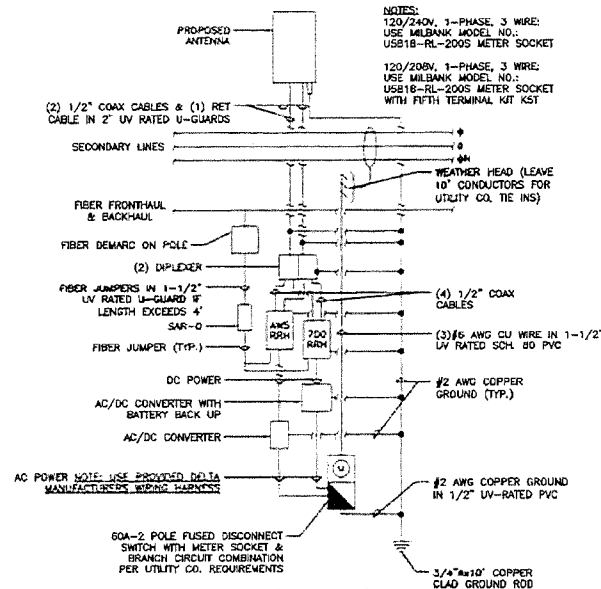 NOTES:
120/240V, 1-PHASE, 3 WIRE:
USE MILBANK MODEL NO.:
U5818-RL-200S METER SOCKET
120/208V, 1-PHASE, 3 WIRE:
USE MILBANK MODEL NO.:
U5818-RL-200S METER SOCKET
WITH FIFTH TERMINAL KIT K5T
PROPOSED
ANTENNA
(2) 1/2" COAX CABLES & (1) RET
CABLE IN 2" UV RATED U-GUARDS
SECONDARY LINES
WEATHER HEAD (LEAVE
10' CONDUCTORS FOR
UTILITY CO. TIE INS)
FIBER FRONTHAUL
& BACKHAUL
FIBER DEMARC ON POLE
(2) DIPLEXER
FIBER JUMPERS IN 1-1/2"
UV RATED U-GUARD IF
LENGTH EXCEEDS 4'
SAR-O
FIBER JUMPER (TYP.)
AWS
RRH
700
RRH
(4) 1/2" COAX
CABLES
(3)#6 AWG CU WIRE IN 1-1/2"
UV RATED SCH. 80 PVC
DC POWER
AC/DC CONVERTER WITH
BATTERY BACK UP
#2 AWG COPPER
GROUND (TYP.)
AC/DC CONVERTER
M
AC POWER NOTE: USE PROVIDED DELTA
MANUFACTURERS WIRING HARNESS
#2 AWG COPPER GROUND
IN 1/2" UV-RATED PVC
60A-2 POLE FUSED DISCONNECT
SWITCH WITH METER SOCKET &
BRANCH CIRCUIT COMBINATION
PER UTILITY CO. REQUIREMENTS
3/4"øx10' COPPER
CLAD GROUND ROD